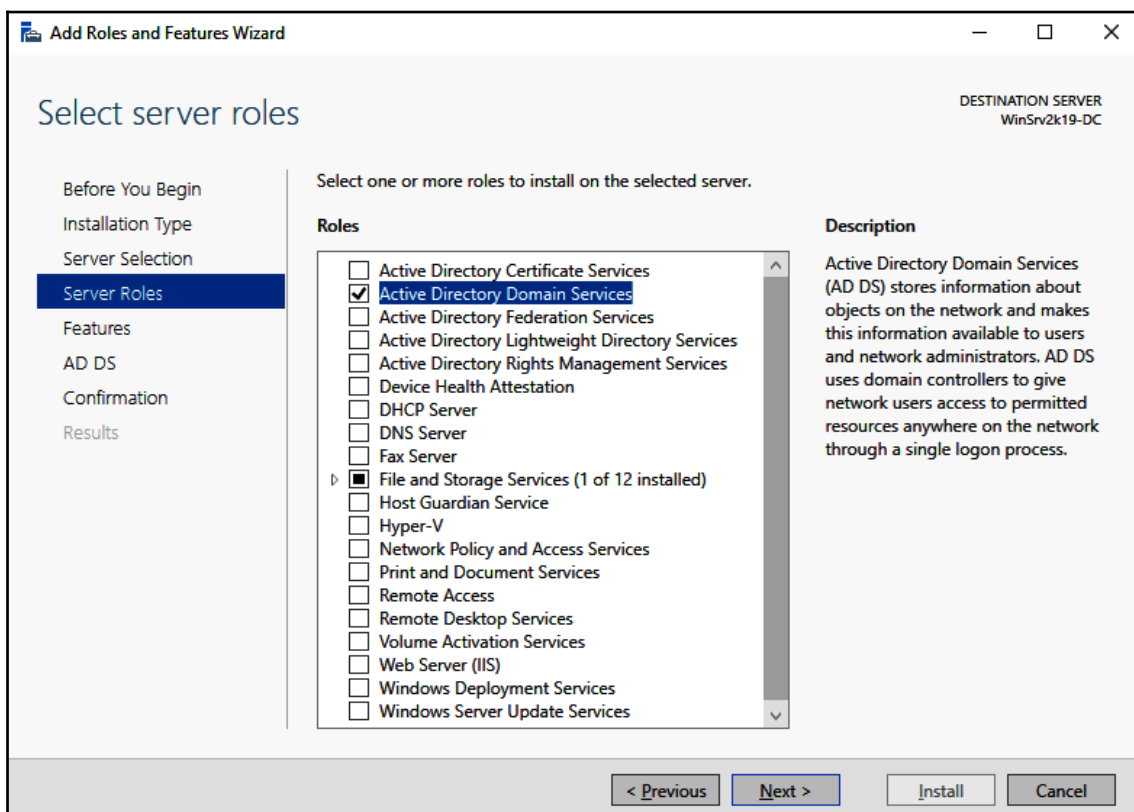 Add Roles and Features Wizard
Select server roles
DESTINATION SERVER
WinSrv2k19-DC
Before You Begin
Installation Type
Server Selection
Server Roles
Features
AD DS
Confirmation
Results
Select one or more roles to install on the selected server.
Roles
Active Directory Certificate Services
Active Directory Domain Services
Active Directory Federation Services
Active Directory Lightweight Directory Services
Active Directory Rights Management Services
Device Health Attestation
DHCP Server
DNS Server
Fax Server
File and Storage Services (1 of 12 installed)
Host Guardian Service
Hyper-V
Network Policy and Access Services
Print and Document Services
Remote Access
Remote Desktop Services
Volume Activation Services
Web Server (IIS)
Windows Deployment Services
Windows Server Update Services
Description
Active Directory Domain Services
(AD DS) stores information about
objects on the network and makes
this information available to users
and network administrators. AD DS
uses domain controllers to give
network users access to permitted
resources anywhere on the network
through a single logon process.
< Previous
Next >
Install
Cancel